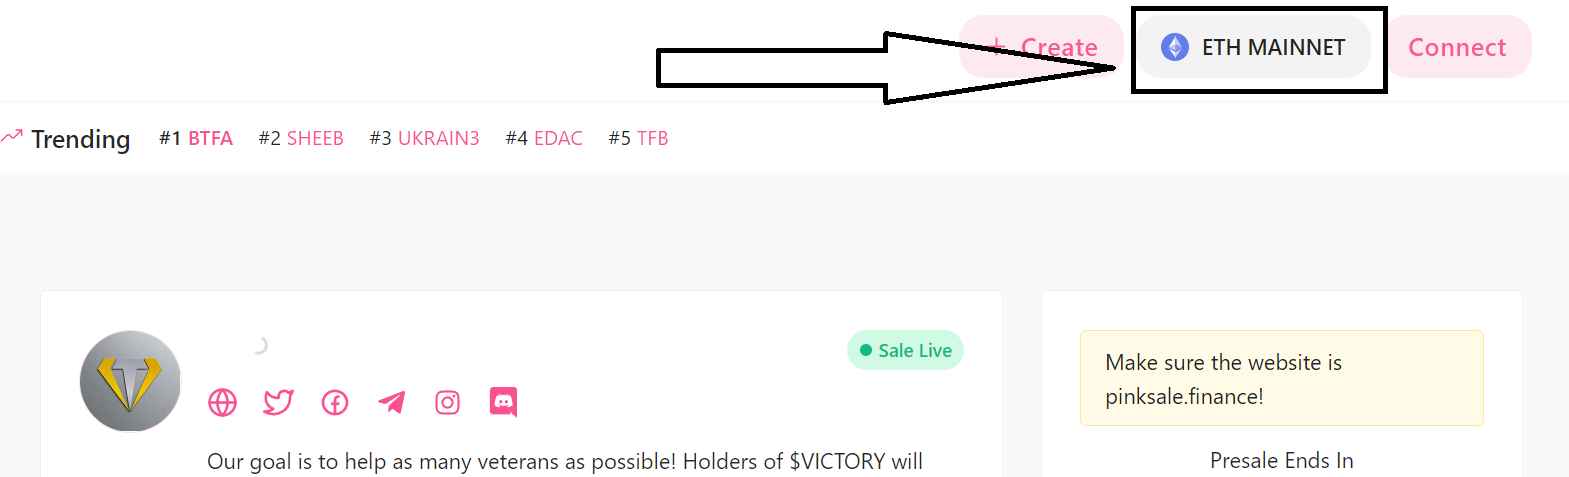 + Create
ETH MAINNET
Connect
Trending #1 BTFA #2 SHEEB #3 UKRAIN3 #4 EDAC #5 TFB
Sale Live
Our goal is to help as many veterans as possible! Holders of $VICTORY will
Make sure the website is
pinksale.finance!
Presale Ends In